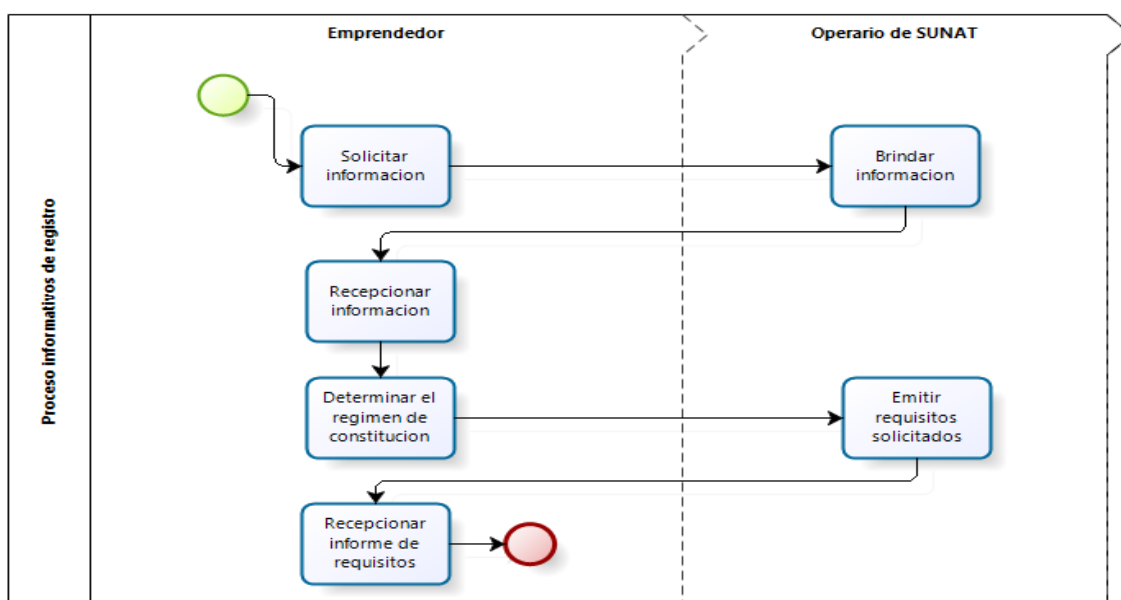 Proceso informativos de registro
Emprendedor
Operario de SUNAT
Solicitar
informacion
Brindar
informacion
Recepcionar
informacion
Determinar el
regimen de
constitucion
Emitir
requisitos
solicitados
Recepcionar
informe de
requisitos